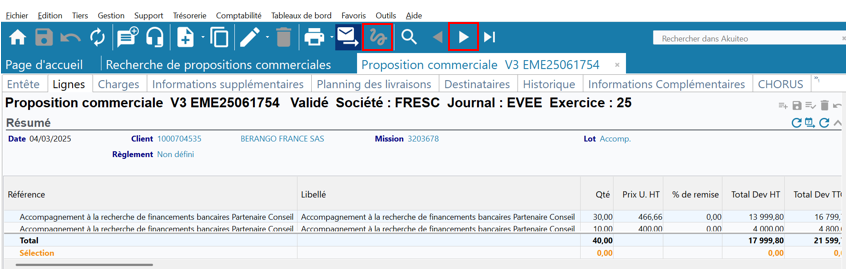 Fichier Edition Tiers Gestion Support Trésorerie Comptabilité Tableaux de bord Favoris Outils Aide
Rechercher dans Akuiteo
Page d'accueil Recherche de propositions commerciales Proposition commerciale V3 EME25061754 ×
Entête Lignes Charges Informations supplémentaires Planning des livraisons Destinataires Historique Informations Complémentaires CHORUS
Proposition commerciale V3 EME25061754 Validé Société : FRESC Journal : EVEE Exercice : 25
Résumé
Date 04/03/2025 Client 1000704535 BERANGO FRANCE SAS Mission 3203678 Lot Accomp.
Règlement Non défini
Référence Libellé Qté Prix U. HT % de remise Total Dev HT Total Dev TTC
Accompagnement à la recherche de financements bancaires Partenaire Conseil Accompagnement à la recherche de financements bancaires Partenaire Conseil 30,00 466,66 0,00 13 999,80 16 799,
Accompagnement à la recherche de financements bancaires Partenaire Conseil Accompagnement à la recherche de financements bancaires Partenaire Conseil 10,00 400,00 0,00 4 000,00 4 800,
Total 40,00 17 999,80 21 599,
Sélection 0,00 0,00 0,